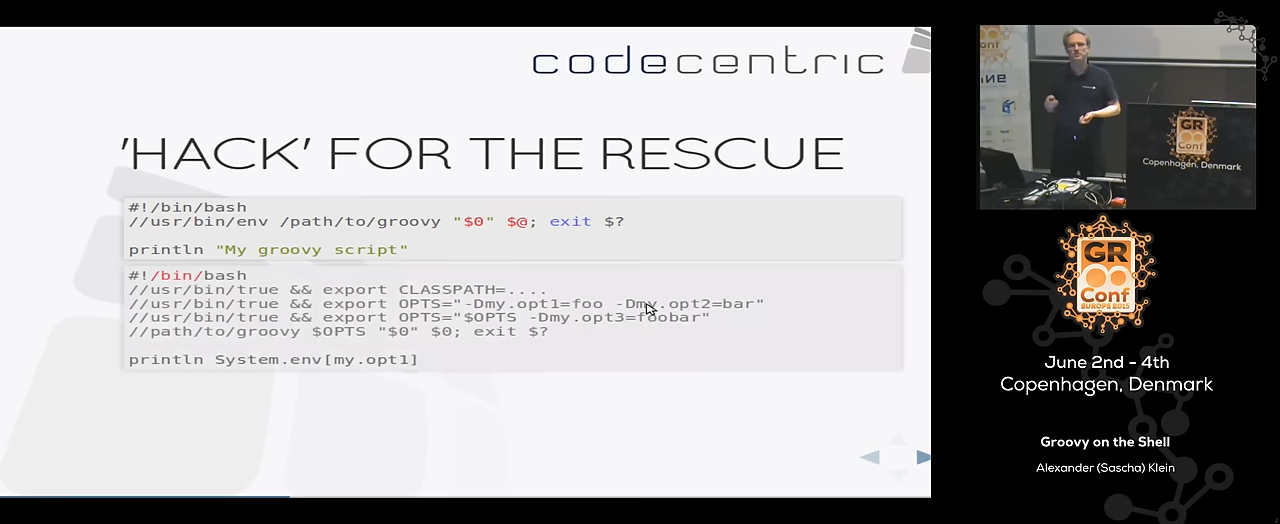 codecentric
'HACK' FOR THE RESCUE
#!/bin/bash
//usr/bin/env /path/to/groovy "$0" $@; exit $?
println "My groovy script"
#!/bin/bash
//usr/bin/true && export CLASSPATH=....
//usr/bin/true && export OPTS="-Dmy.opt1=foo -Dmy.opt2=bar"
//usr/bin/true && export OPTS="$OPTS -Dmy.opt3=foobar"
//path/to/groovy $OPTS "$0" $0; exit $?
println System.env[my.opt1]
GR
Conf
Copenhagen, Denmark
GR
Conf
EUROPE 2015
June 2nd - 4th
Copenhagen, Denmark
Groovy on the Shell
Alexander (Sascha) Klein